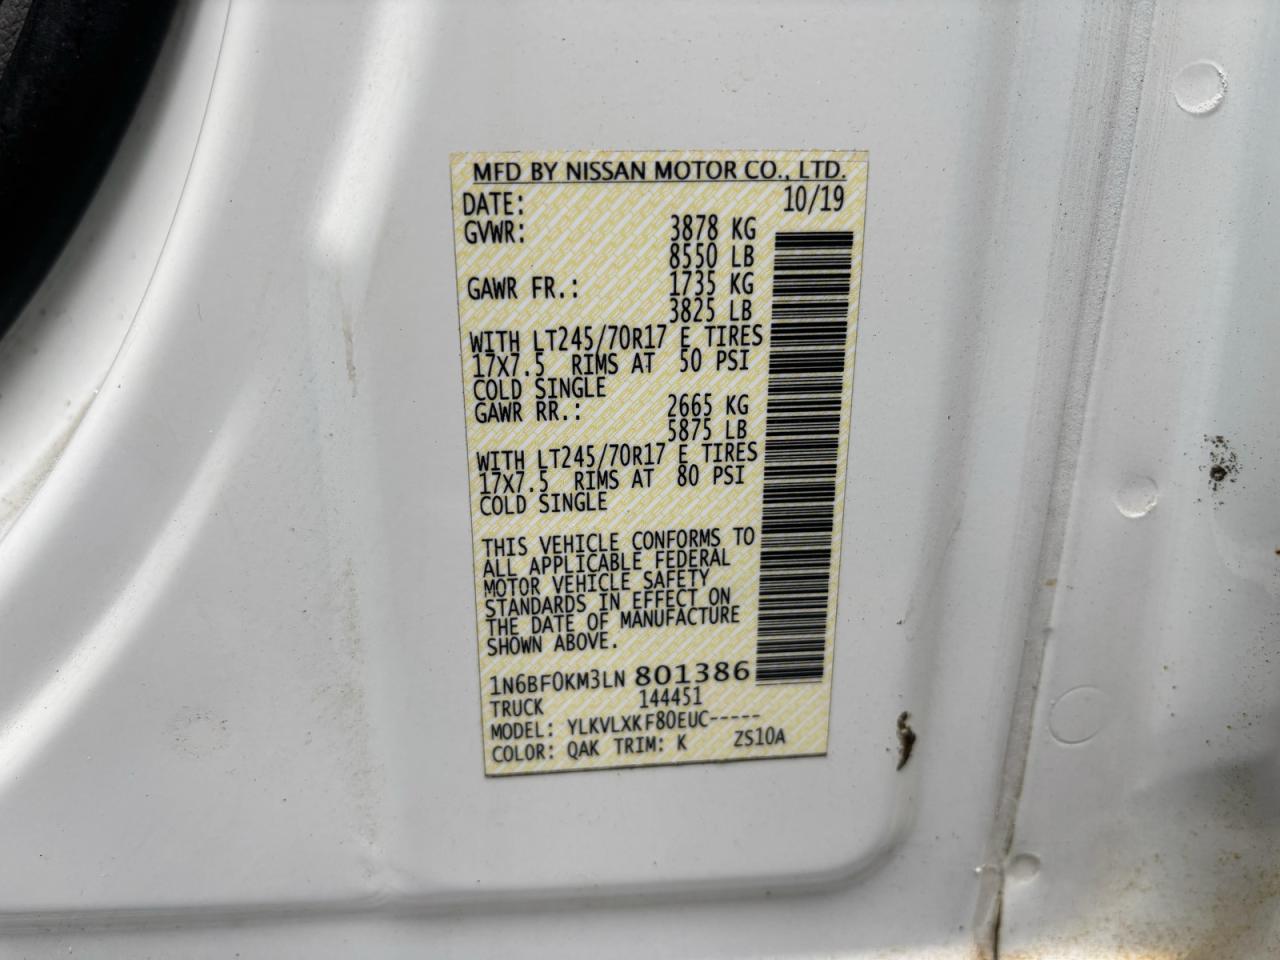 MFD BY NISSAN MOTOR CO., LTD.
DATE: 10/19
GVWR: 3878 KG
8550 LB
GAWR FR.: 1735 KG
3825 LB
WITH LT245/70R17 E TIRES
17X7.5 RIMS AT 50 PSI
COLD SINGLE
GAWR RR.: 2665 KG
5875 LB
WITH LT245/70R17 E TIRES
17X7.5 RIMS AT 80 PSI
COLD SINGLE
THIS VEHICLE CONFORMS TO
ALL APPLICABLE FEDERAL
MOTOR VEHICLE SAFETY
STANDARDS IN EFFECT ON
THE DATE OF MANUFACTURE
SHOWN ABOVE.
1N6BF0KM3LN 801386
TRUCK 144451
MODEL: YLKVLXKF80EUC-----
COLOR: QAK TRIM: K ZS10A